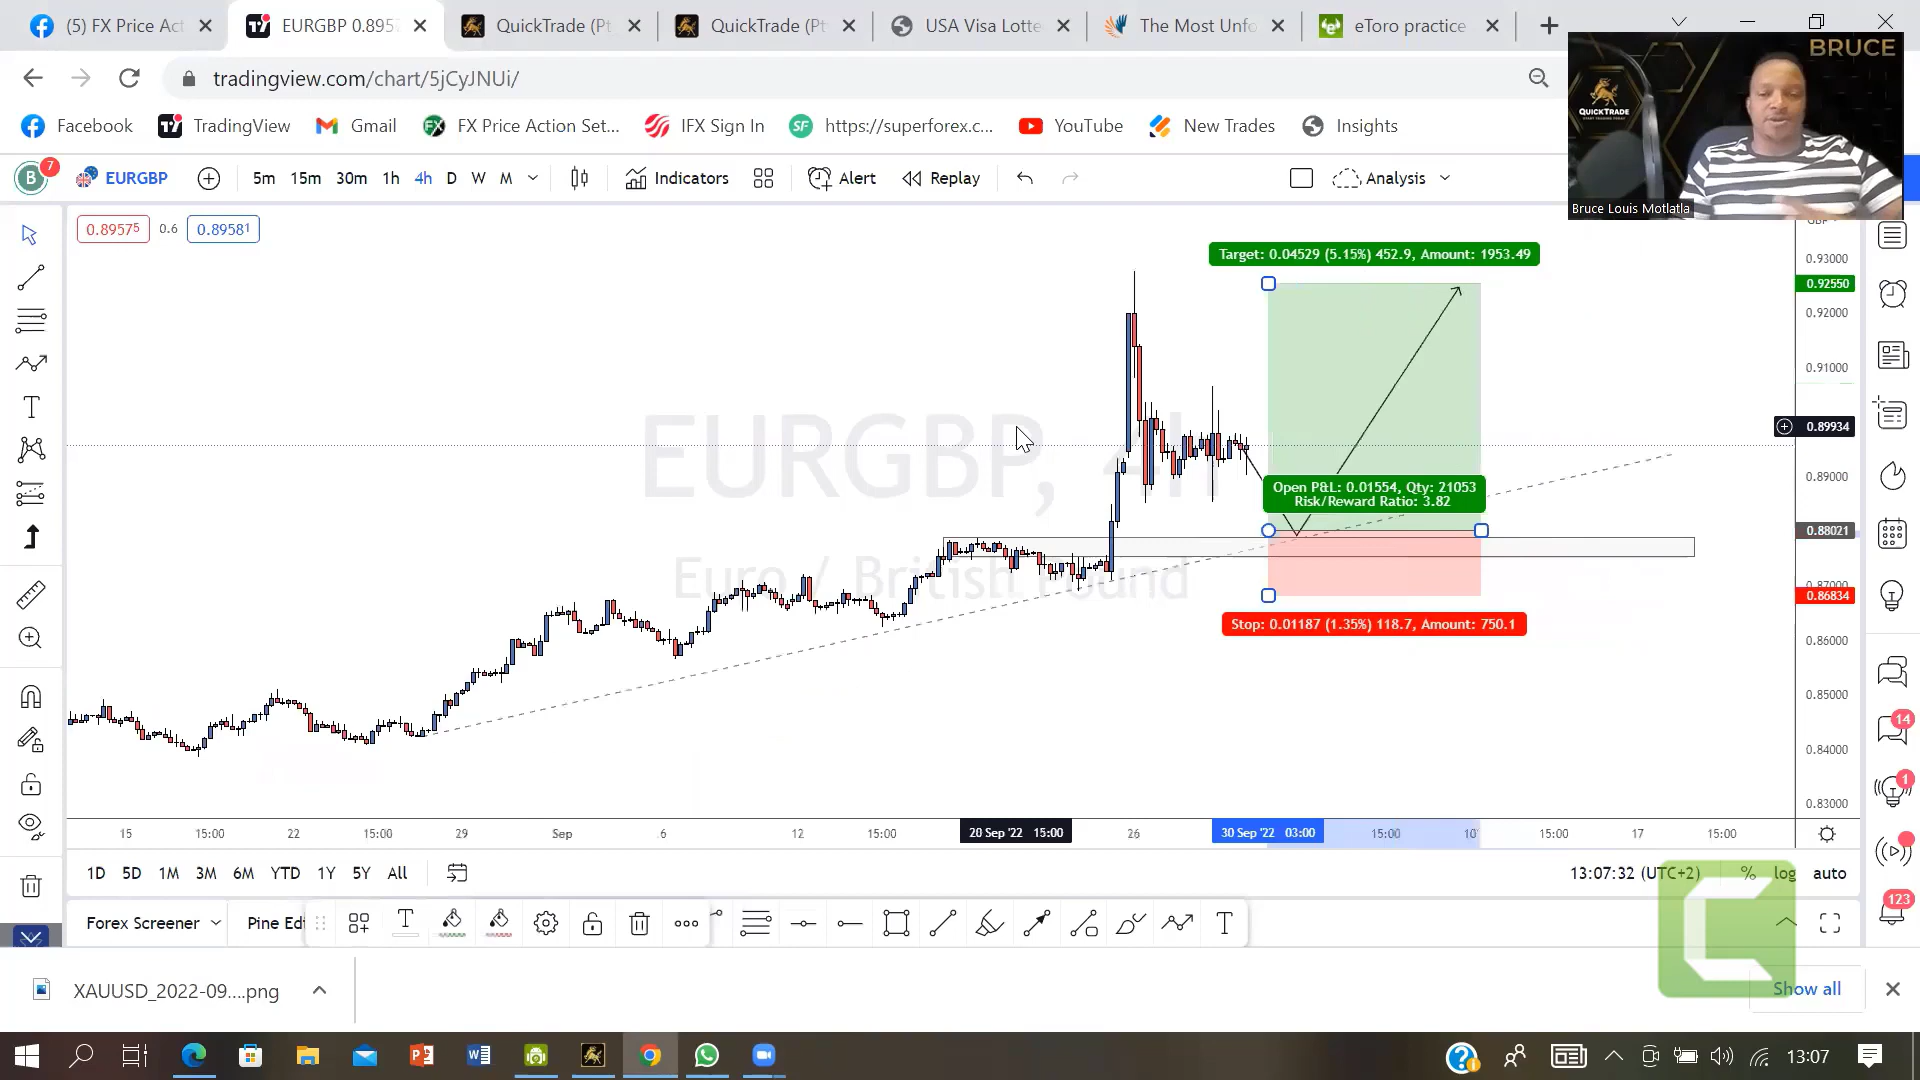 (5) FX Price Act
EURGBP 0.895
QuickTrade (Pt
QuickTrade (Pt
USA Visa Lotte
The Most Unfo
eToro practice
tradingview.com/chart/5jCyJNUi/
BRUCE
QUICKTRADE
Bruce Louis Motlatla
Facebook
TradingView
Gmail
FX Price Action Set...
IFX Sign In
https://superforex.c...
YouTube
New Trades
Insights
B 7 EURGBP 5m 15m 30m 1h 4h D W M Indicators Alert Replay Analysis
0.89575 0.6 0.89581
EURGBP, 4h
Euro / British Pound
Target: 0.04529 (5.15%) 452.9, Amount: 1953.49
Open P&L: 0.01554, Qty: 21053
Risk/Reward Ratio: 3.82
Stop: 0.01187 (1.35%) 118.7, Amount: 750.1
0.93000
0.92550
0.92000
0.91000
0.89934
0.89000
0.88021
0.87000
0.86834
0.86000
0.85000
0.84000
0.83000
14
1
123
15 15:00 22 15:00 29 Sep 6 12 15:00 20 Sep '22 15:00 26 30 Sep '22 03:00 15:00 10 15:00 17 15:00
1D 5D 1M 3M 6M YTD 1Y 5Y All 13:07:32 (UTC+2) % log auto
Forex Screener Pine Edi
XAUUSD_2022-09....png
Show all
13:07